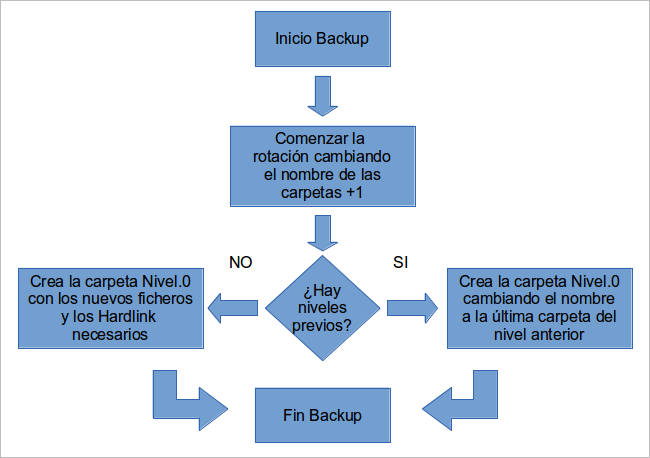 Inicio Backup
Comenzar la
rotación cambiando
el nombre de las
carpetas +1
NO
SI
Crea la carpeta Nivel.0
con los nuevos ficheros
y los Hardlink
necesarios
¿Hay
niveles
previos?
Crea la carpeta Nivel.0
cambiando el nombre
a la última carpeta del
nivel anterior
Fin Backup